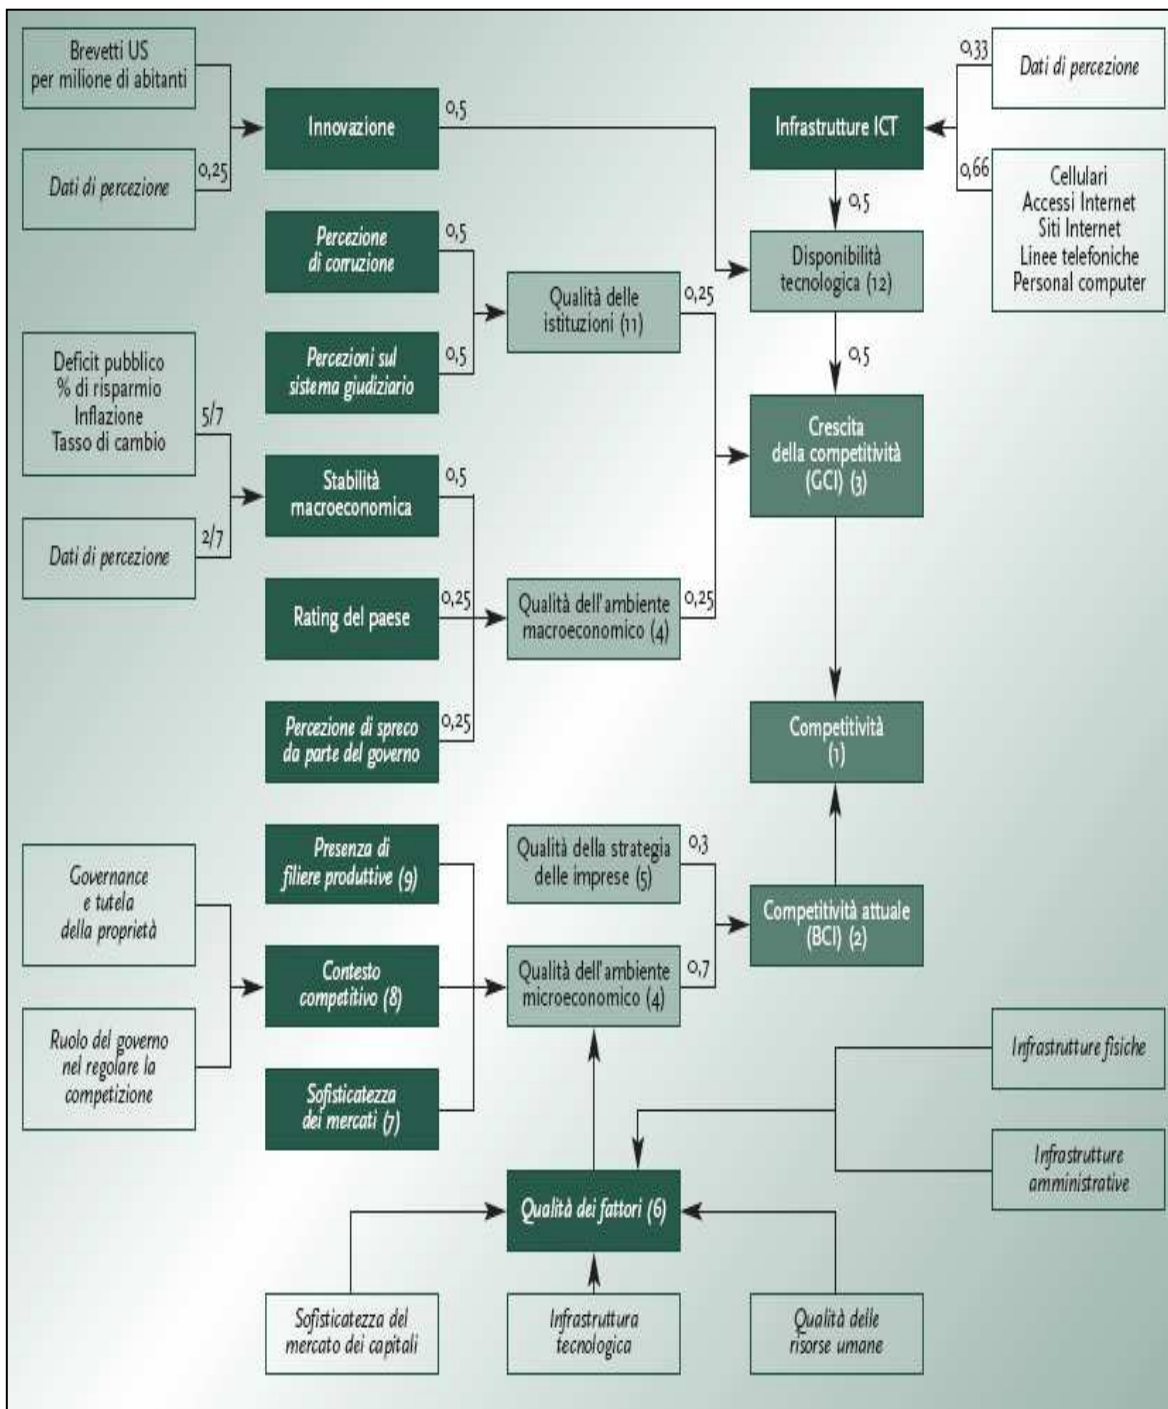 Brevetti US
per milione di abitanti
Dati di percezione
0,25
Innovazione
0,5
Infrastrutture ICT
0,33
Dati di percezione
0,66
Cellulari
Accessi Internet
Siti Internet
Linee telefoniche
Personal computer
0,5
Percezione
di corruzione
0,5
Disponibilità
tecnologica (12)
Qualità delle
istituzioni (11)
0,25
Percezioni sul
sistema giudiziario
0,5
0,5
Deficit pubblico
% di risparmio
Inflazione
Tasso di cambio
5/7
Dati di percezione
2/7
Stabilità
macroeconomica
0,5
Crescita
della competitività
(GCI) (3)
Rating del paese
0,25
Qualità dell'ambiente
macroeconomico (4)
0,25
Percezione di spreco
da parte del governo
0,25
Competitività
(1)
Presenza di
filiere produttive (9)
Qualità della strategia
delle imprese (5)
0,3
Governance
e tutela
della proprietà
Competitività attuale
(BCI) (2)
Contesto
competitivo (8)
Qualità dell'ambiente
microeconomico (4)
0,7
Ruolo del governo
nel regolare la
competizione
Infrastrutture fisiche
Sofisticatezza
dei mercati (7)
Infrastrutture
amministrative
Qualità dei fattori (6)
Sofisticatezza del
mercato dei capitali
Infrastruttura
tecnologica
Qualità delle
risorse umane